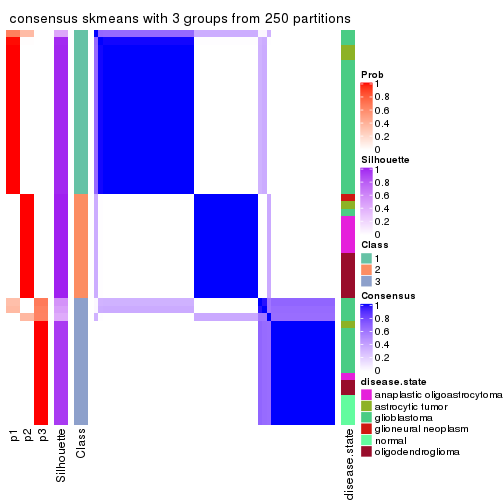 consensus skmeans with 3 groups from 250 partitions
Prob
1
0.8
0.6
0.4
0.2
0
Silhouette
1
0.8
0.6
0.4
0.2
0
Class
1
2
3
Consensus
1
0.8
0.6
0.4
0.2
0
disease.state
anaplastic oligoastrocytoma
astrocytic tumor
glioblastoma
glioneural neoplasm
normal
oligodendroglioma
p1
p2
p3
Silhouette
Class
disease.state